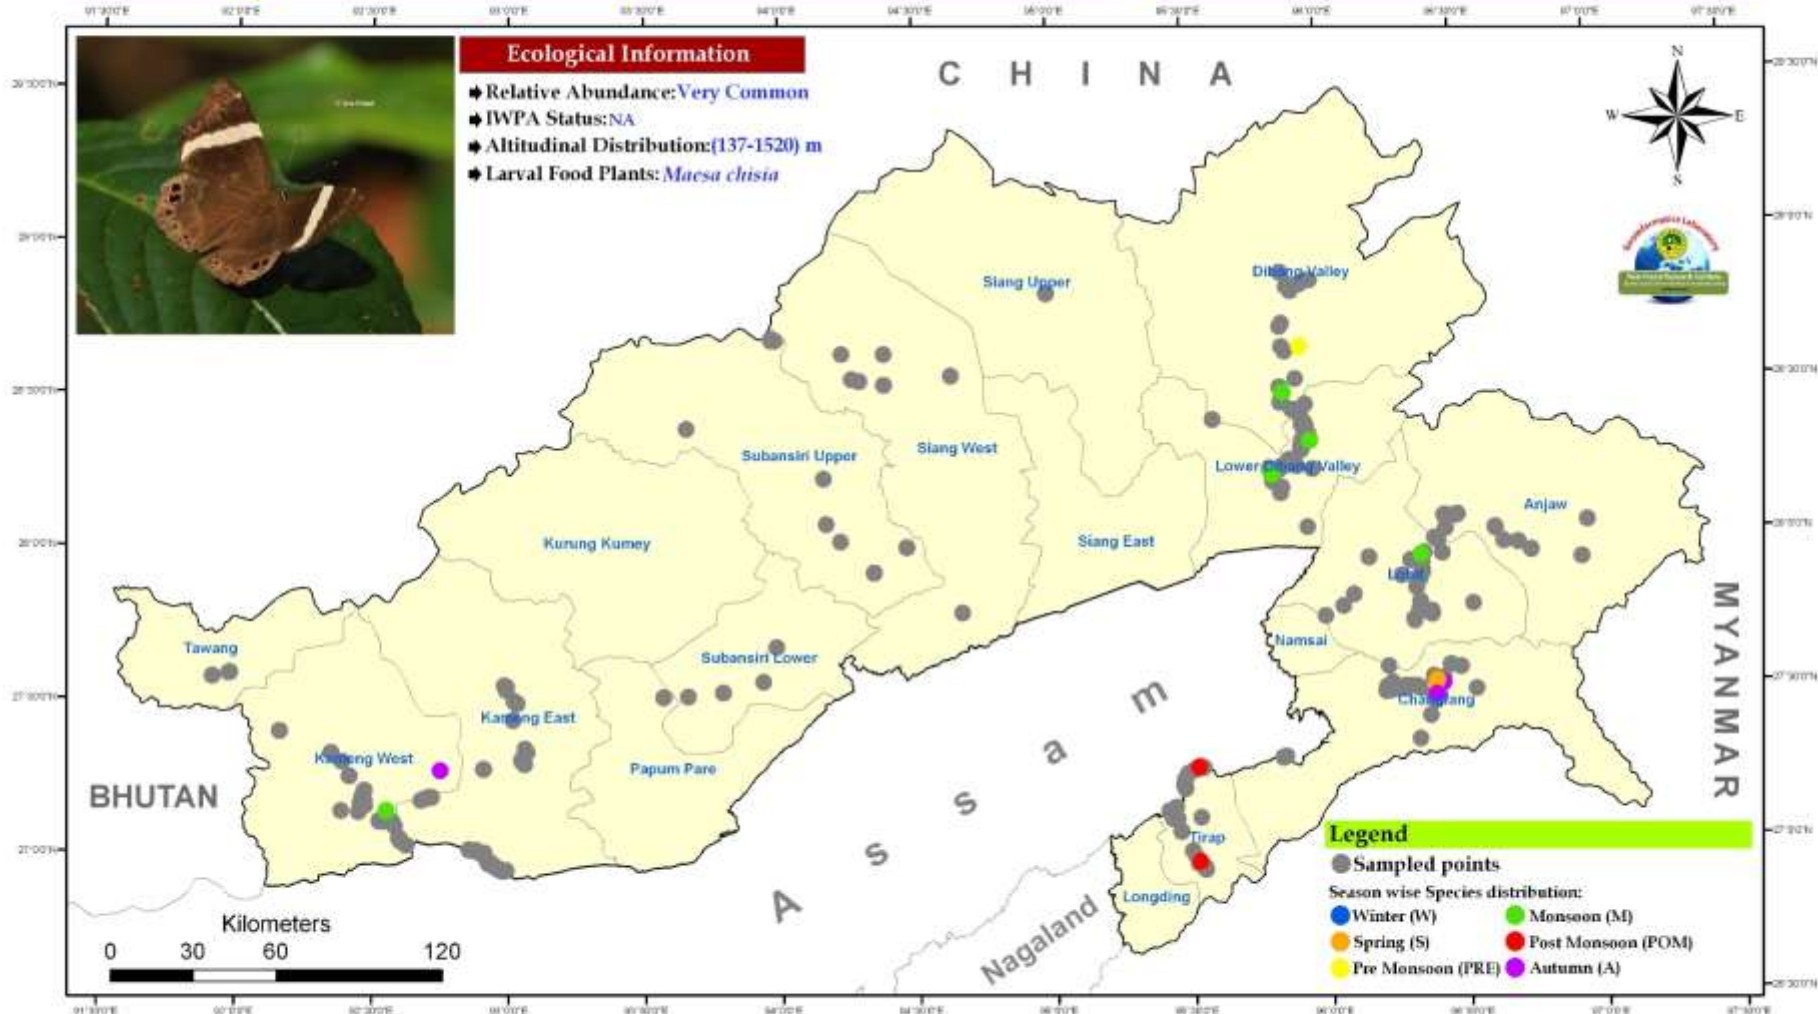 Ecological Information
Relative Abundance:Very Common
IWPA Status:NA
Altitudinal Distribution:(137-1520) m
Larval Food Plants: Maesa chisia
C H I N A
N
W E
S
Siang Upper
Dibang Valley
Subansiri Upper
Siang West
Lower Dibang Valley
Anjaw
Kurung Kumey
Siang East
Lohit
Tawang
Subansiri Lower
Namsai
MYANMAR
Kameng East
Changlang
Kameng West
Papum Pare
BHUTAN
Assam
Tirap
Longding
Nagaland
Kilometers
0 30 60 120
Legend
Sampled points
Season wise Species distribution:
Winter (W)
Monsoon (M)
Spring (S)
Post Monsoon (POM)
Pre Monsoon (PRE)
Autumn (A)